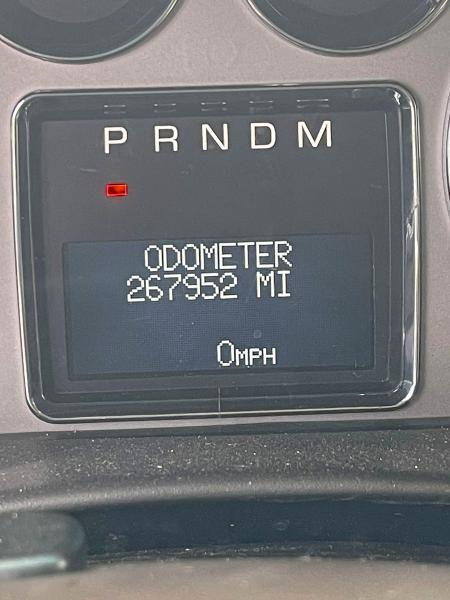 P R N D M
ODOMETER
267952 MI
0MPH